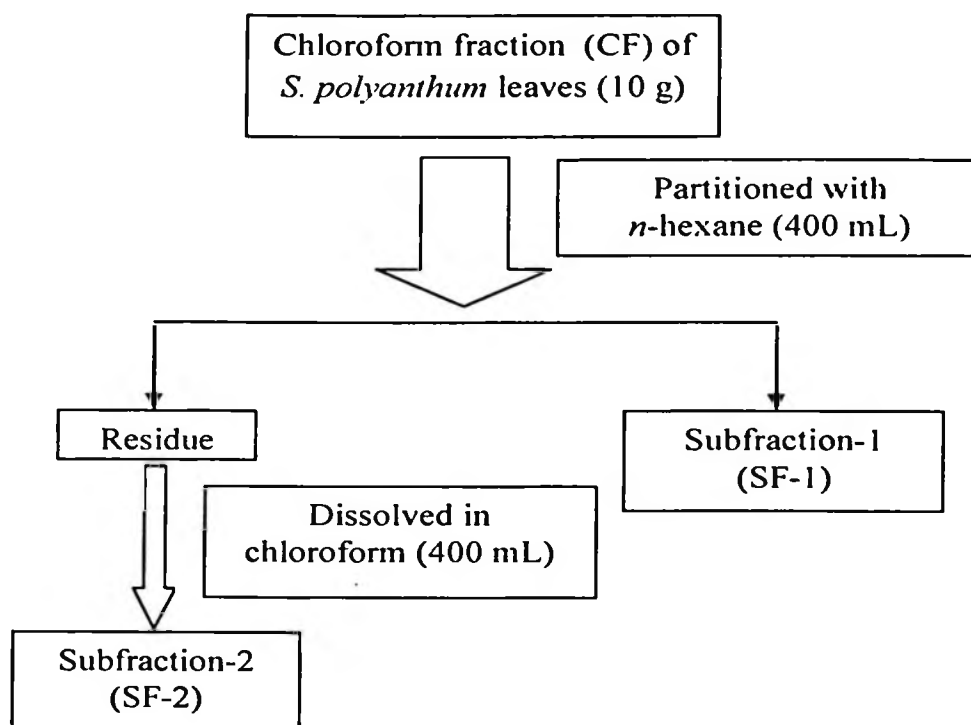 Chloroform fraction (CF) of
S. polyanthum leaves (10 g)
Partitioned with
n-hexane (400 mL)
Residue
Subfraction-1
(SF-1)
Dissolved in
chloroform (400 mL)
Subfraction-2
(SF-2)